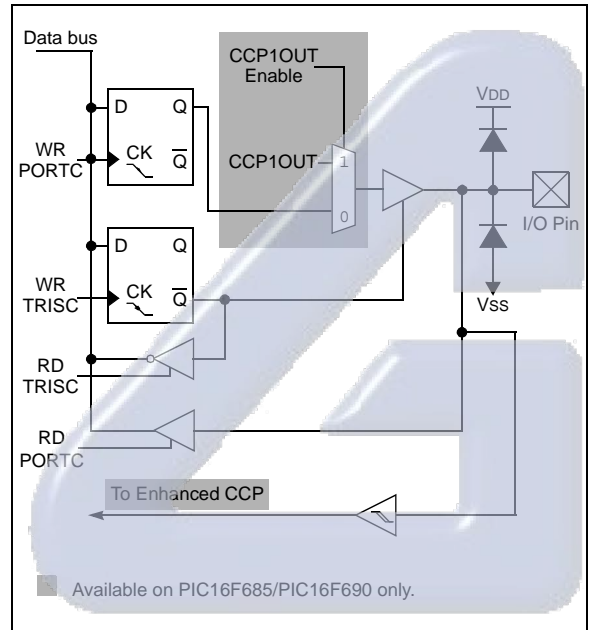 Data bus
CCP1OUT
Enable
VDD
D Q
WR
PORTC
CK Q
CCP1OUT
1
0
I/O Pin
D Q
WR
TRISC
CK Q
VSS
RD
TRISC
RD
PORTC
To Enhanced CCP
Available on PIC16F685/PIC16F690 only.